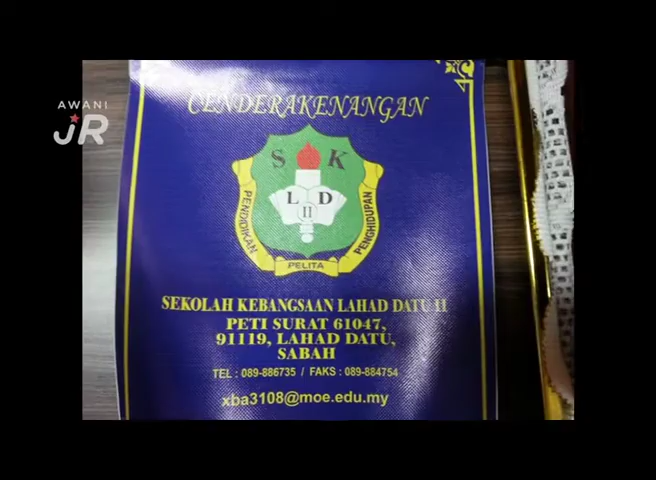 AWANI
JR
CENDERAKENANGAN
S K
L D
II
PENDIDIKAN
PELITA
PENGHIDUPAN
SEKOLAH KEBANGSAAN LAHAD DATU II
PETI SURAT 61047,
91119, LAHAD DATU,
SABAH
TEL : 089-886735 / FAKS : 089-884754
xba3108@moe.edu.my